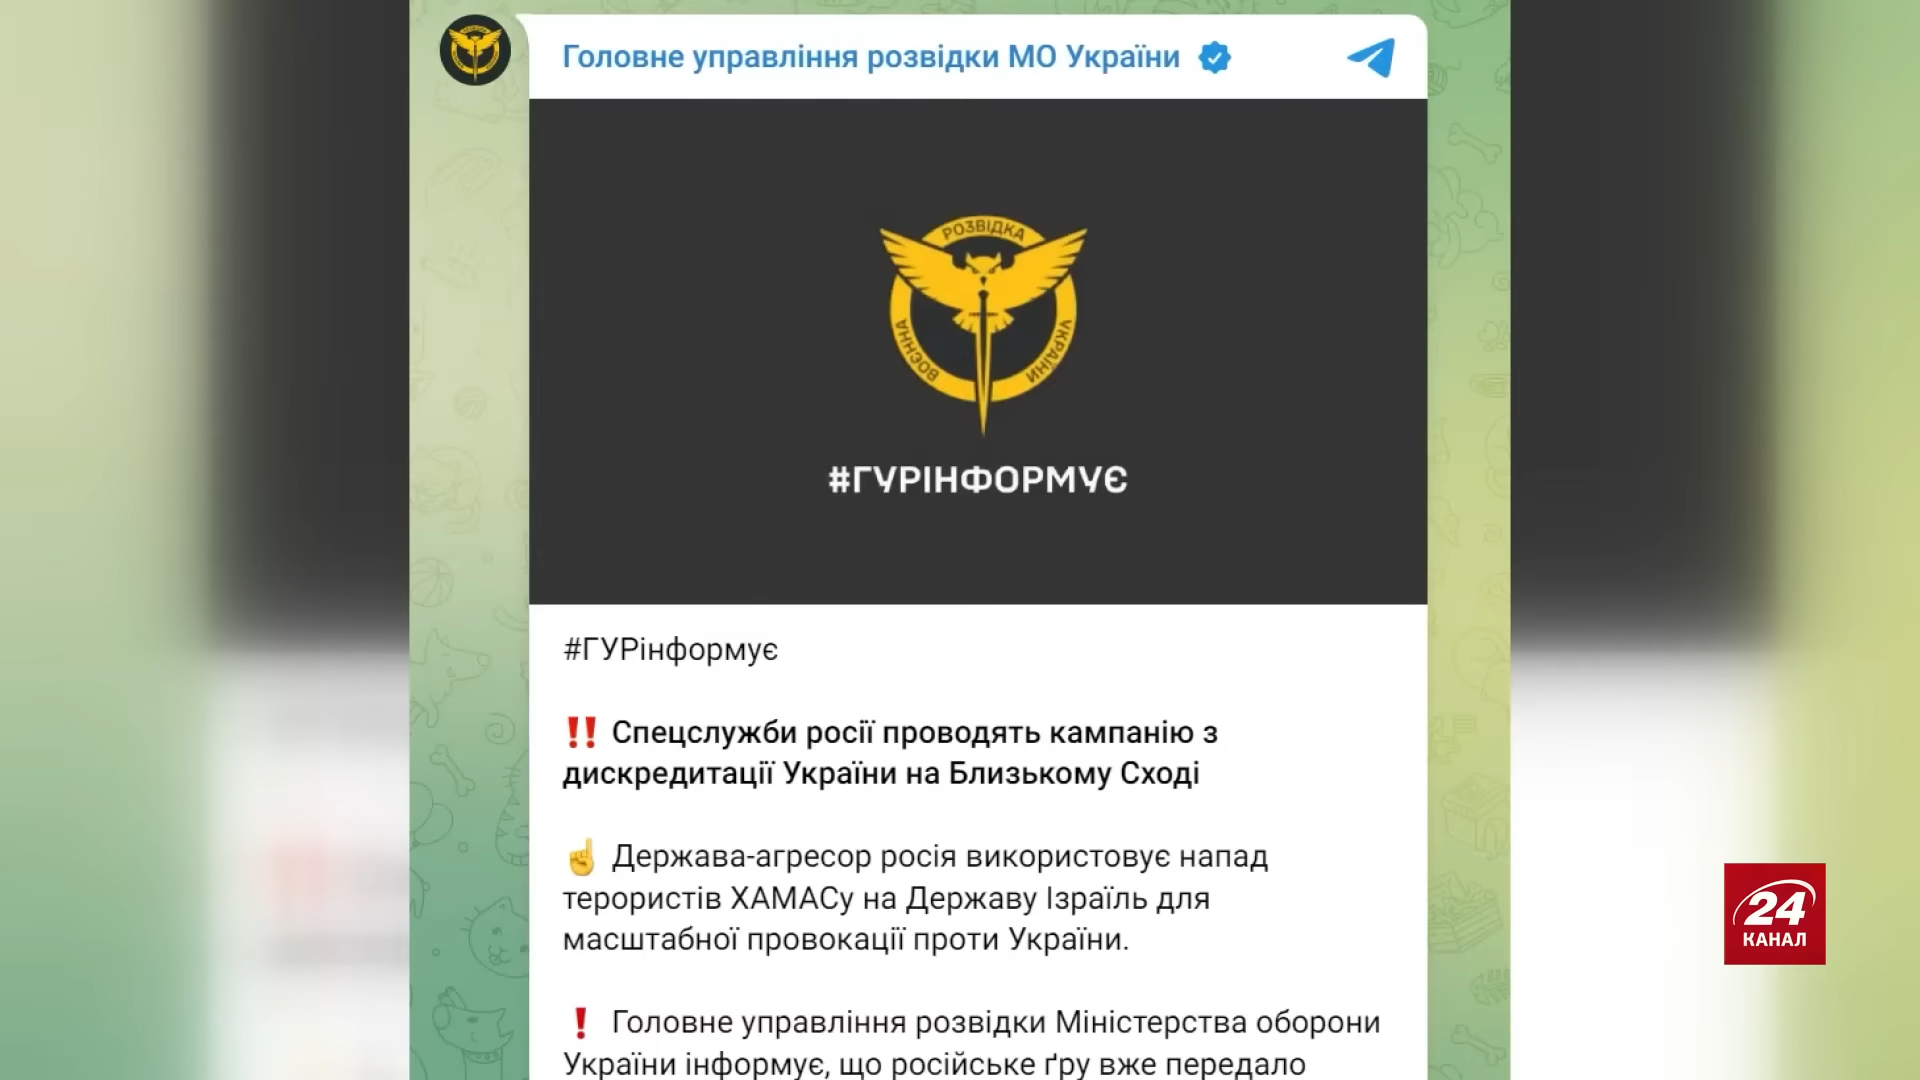 Головне управління розвідки МО України
РОЗВІДКА
ВОЄННА
УКРАЇНИ
#ГУРІНФОРМУЄ
#ГУРінформує
‼️ Спецслужби росії проводять кампанію з
дискредитації України на Близькому Сході
☝️ Держава-агресор росія використовує напад
терористів ХАМАСу на Державу Ізраїль для
масштабної провокації проти України.
❗ Головне управління розвідки Міністерства оборони
України інформує, що російське ґру вже передало
24
КАНАЛ